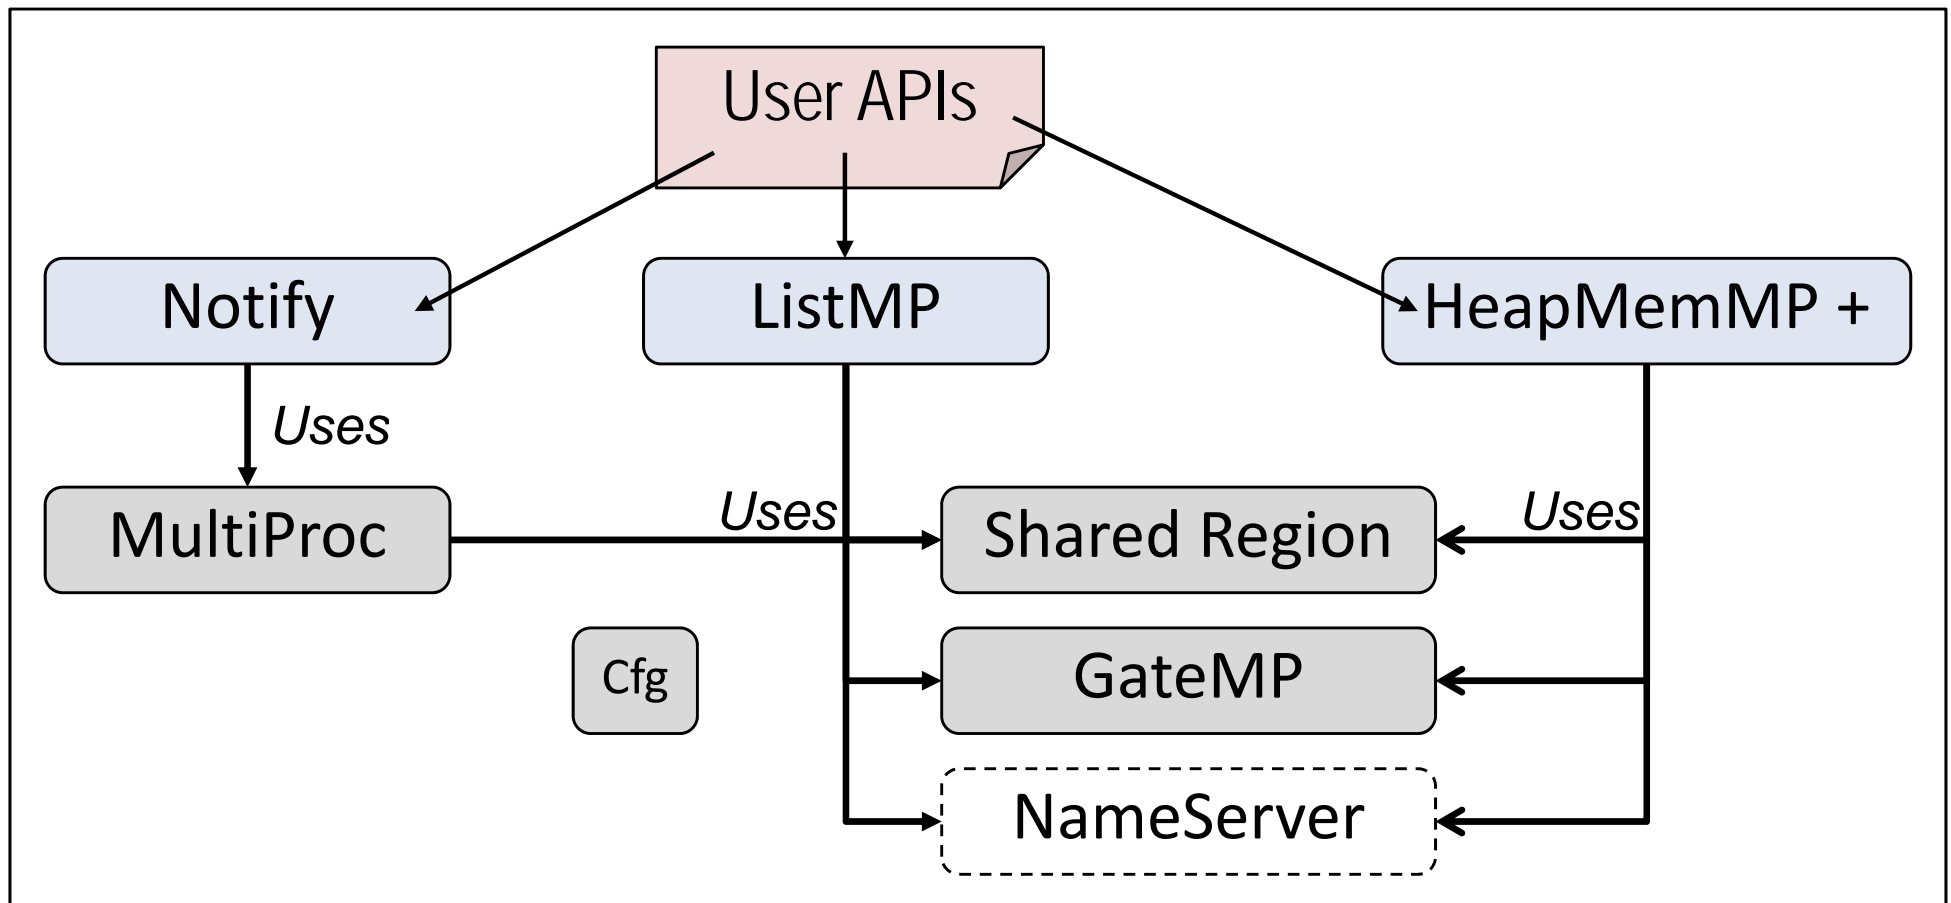 User APIs
Notify
ListMP
HeapMemMP +
Uses
MultiProc
Uses
Shared Region
Uses
Cfg
GateMP
NameServer